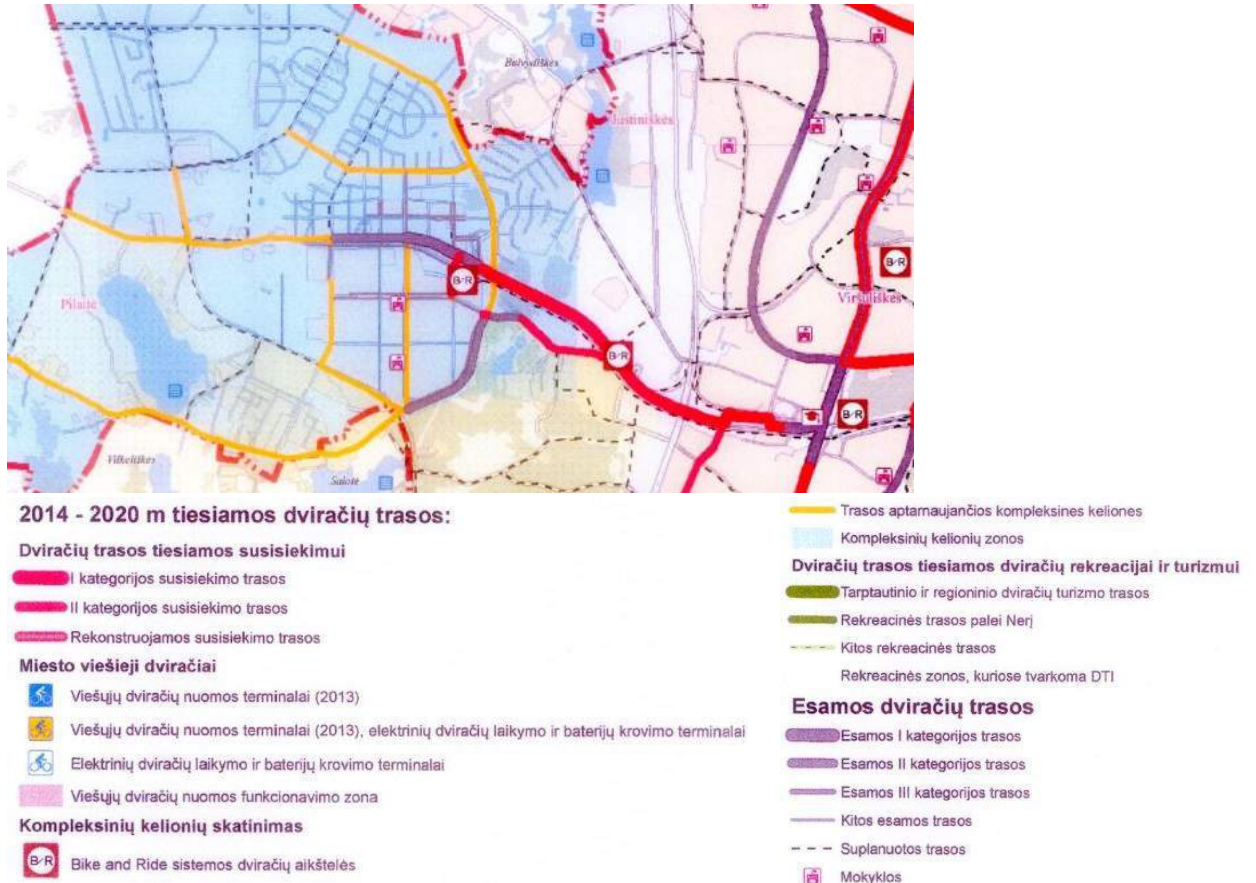 Buivydiškės
Justiniškės
B+R
Viršuliškės
Pilaitė
B+R
B+R
B+R
Vilkeliškės
Salotė
2014 - 2020 m tiesiamos dviračių trasos:
Dviračių trasos tiesiamos susisiekimui
I kategorijos susisiekimo trasos
II kategorijos susisiekimo trasos
Rekonstruojamos susisiekimo trasos
Miesto viešieji dviračiai
Viešųjų dviračių nuomos terminalai (2013)
Viešųjų dviračių nuomos terminalai (2013), elektrinių dviračių laikymo ir baterijų krovimo terminalai
Elektrinių dviračių laikymo ir baterijų krovimo terminalai
Viešųjų dviračių nuomos funkcionavimo zona
Kompleksinių kelionių skatinimas
B+R Bike and Ride sistemos dviračių aikštelės
Trasos aptarnaujančios kompleksines keliones
Kompleksinių kelionių zonos
Dviračių trasos tiesiamos dviračių rekreacijai ir turizmui
Tarptautinio ir regioninio dviračių turizmo trasos
Rekreacinės trasos palei Nerį
Kitos rekreacinės trasos
Rekreacinės zonos, kuriose tvarkoma DTI
Esamos dviračių trasos
Esamos I kategorijos trasos
Esamos II kategorijos trasos
Esamos III kategorijos trasos
Kitos esamos trasos
Suplanuotos trasos
Mokyklos